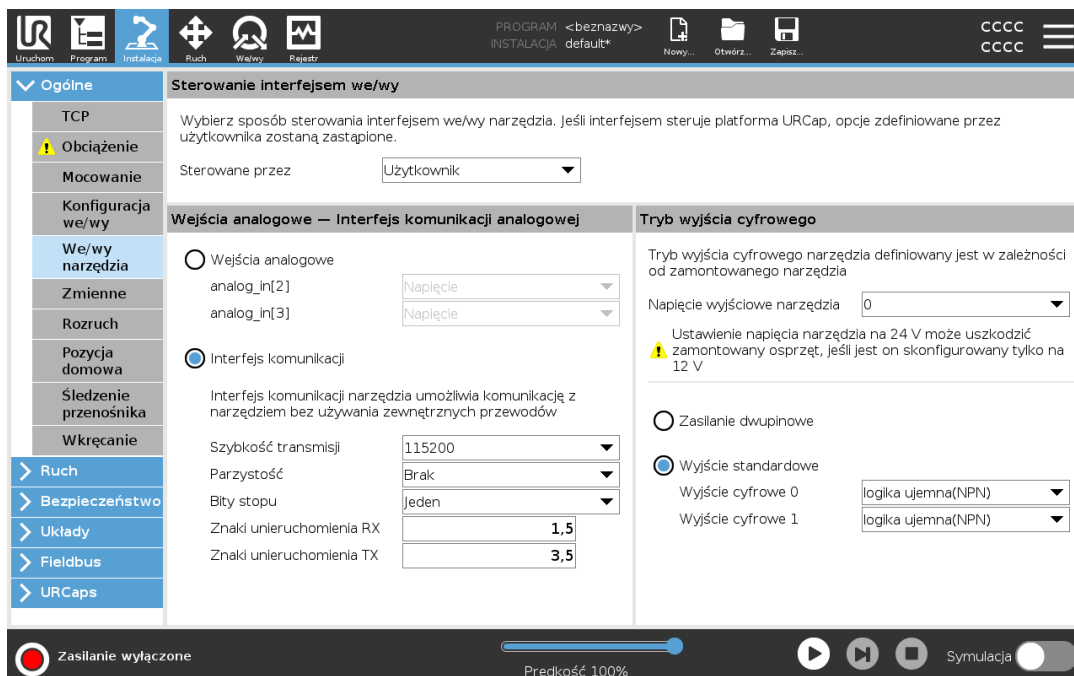 PROGRAM <beznazwy>
INSTALACJA default*
CCCC
CCCC
Uruchom Program Instalacja Ruch We/wy Rejestr Nowy... Otwórz... Zapisz...
Ogólne
TCP
Obciążenie
Mocowanie
Konfiguracja
we/wy
We/wy
narzędzia
Zmienne
Rozruch
Pozycja
domowa
Śledzenie
przenośnika
Wkręcanie
Ruch
Bezpieczeństwo
Układy
Fieldbus
URCaps
Sterowanie interfejsem we/wy
Wybierz sposób sterowania interfejsem we/wy narzędzia. Jeśli interfejsem steruje platforma URCap, opcje zdefiniowane przez
użytkownika zostaną zastąpione.
Sterowane przez Użytkownik
Wejścia analogowe — Interfejs komunikacji analogowej
Wejścia analogowe
analog_in[2] Napięcie
analog_in[3] Napięcie
Interfejs komunikacji
Interfejs komunikacji narzędzia umożliwia komunikację z
narzędziem bez używania zewnętrznych przewodów
Szybkość transmisji 115200
Parzystość Brak
Bity stopu Jeden
Znaki unieruchomienia RX 1,5
Znaki unieruchomienia TX 3,5
Tryb wyjścia cyfrowego
Tryb wyjścia cyfrowego narzędzia definiowany jest w zależności
od zamontowanego narzędzia
Napięcie wyjściowe narzędzia 0
Ustawienie napięcia narzędzia na 24 V może uszkodzić
zamontowany osprzęt, jeśli jest on skonfigurowany tylko na
12 V
Zasilanie dwupinowe
Wyjście standardowe
Wyjście cyfrowe 0 logika ujemna(NPN)
Wyjście cyfrowe 1 logika ujemna(NPN)
Zasilanie wyłączone
Prędkość 100%
Symulacja